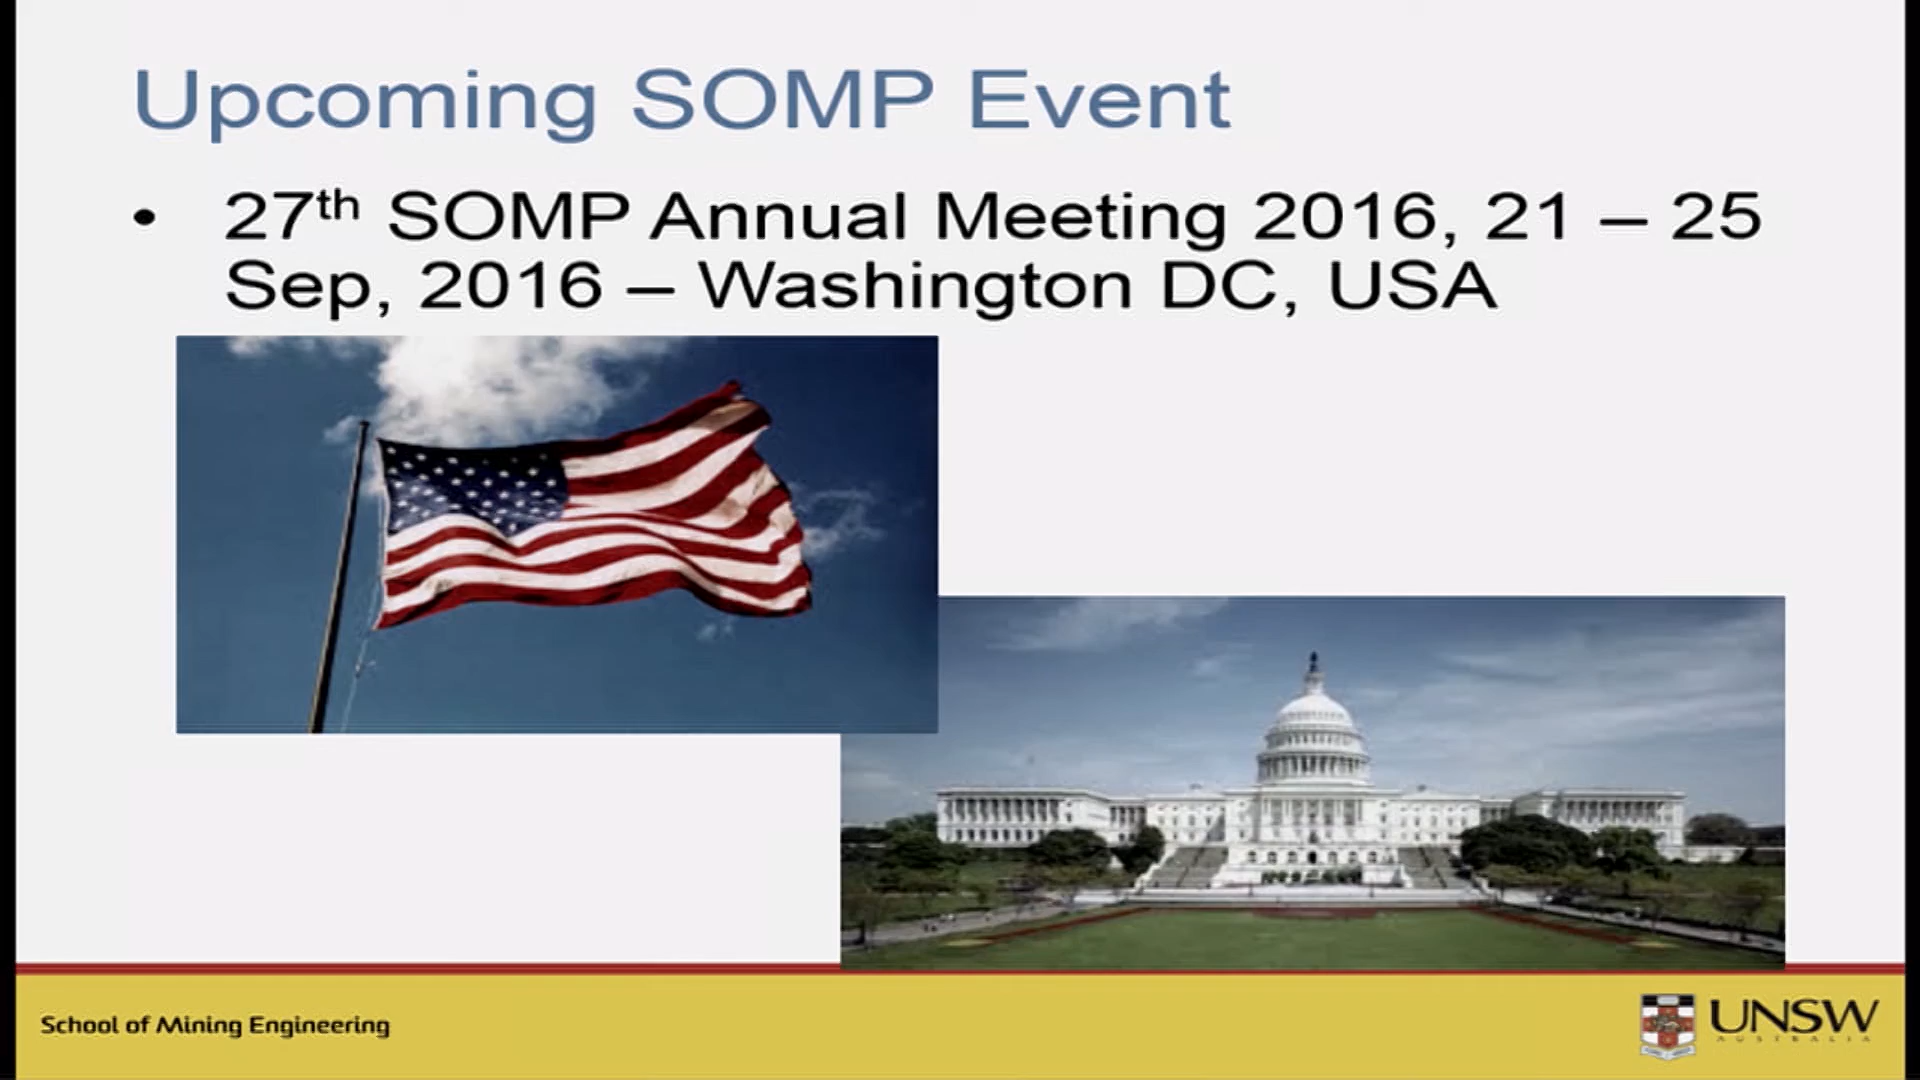 Upcoming SOMP Event
• 27th SOMP Annual Meeting 2016, 21 – 25
Sep, 2016 – Washington DC, USA
School of Mining Engineering
UNSW
AUSTRALIA